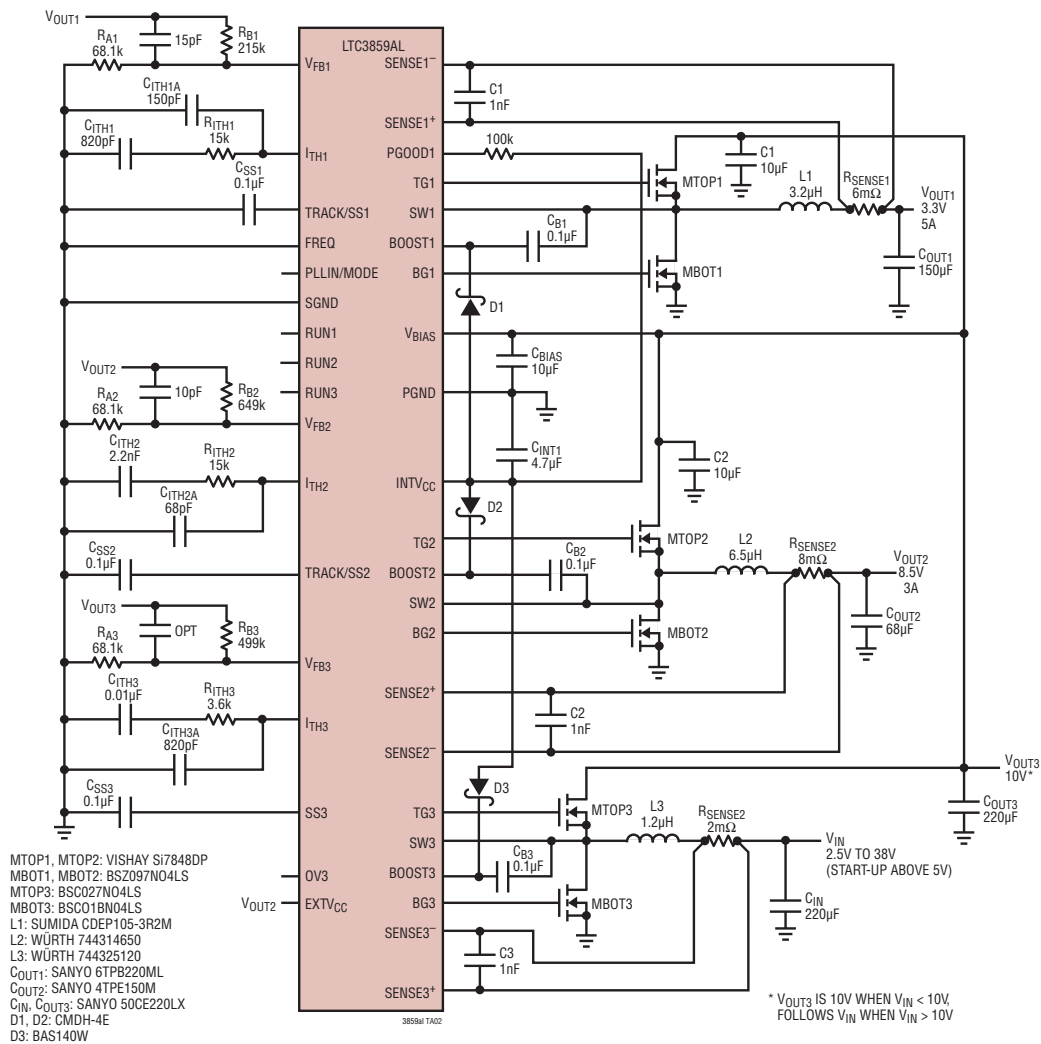 VOUT1
RA1
68.1k
15pF
RB1
215k
LTC3859AL
VFB1
SENSE1–
CITH1A
150pF
C1
1nF
CITH1
820pF
RITH1
15k
SENSE1+
ITH1
PGOOD1
100k
C1
10µF
CSS1
0.1µF
TG1
MTOP1
L1
3.2µH
RSENSE1
6mΩ
VOUT1
3.3V
5A
TRACK/SS1
SW1
CB1
0.1µF
FREQ
BOOST1
COUT1
150µF
PLLIN/MODE
BG1
MBOT1
SGND
D1
RUN1
VBIAS
CBIAS
10µF
RUN2
VOUT2
RA2
68.1k
10pF
RB2
649k
RUN3
PGND
VFB2
CITH2
2.2nF
RITH2
15k
CINT1
4.7µF
C2
10µF
ITH2
INTVCC
CITH2A
68pF
D2
TG2
MTOP2
L2
6.5µH
RSENSE2
8mΩ
VOUT2
8.5V
3A
CSS2
0.1µF
TRACK/SS2
BOOST2
CB2
0.1µF
SW2
VOUT3
RA3
68.1k
OPT
RB3
499k
BG2
MBOT2
COUT2
68µF
VFB3
CITH3
0.01µF
RITH3
3.6k
SENSE2+
ITH3
C2
1nF
CITH3A
820pF
SENSE2–
VOUT3
10V*
CSS3
0.1µF
D3
SS3
TG3
MTOP3
L3
1.2µH
RSENSE2
2mΩ
COUT3
220µF
SW3
VIN
2.5V TO 38V
(START-UP ABOVE 5V)
CB3
0.1µF
OV3
BOOST3
VOUT2
EXTVCC
BG3
MBOT3
CIN
220µF
SENSE3–
C3
1nF
SENSE3+
MTOP1, MTOP2: VISHAY Si7848DP
MBOT1, MBOT2: BSZ097NO4LS
MTOP3: BSC027NO4LS
MBOT3: BSCO1BN04LS
L1: SUMIDA CDEP105-3R2M
L2: WÜRTH 744314650
L3: WÜRTH 744325120
COUT1: SANYO 6TPB220ML
COUT2: SANYO 4TPE150M
CIN, COUT3: SANYO 50CE220LX
D1, D2: CMDH-4E
D3: BAS140W
3859al TA02
* VOUT3 IS 10V WHEN VIN < 10V,
FOLLOWS VIN WHEN VIN > 10V